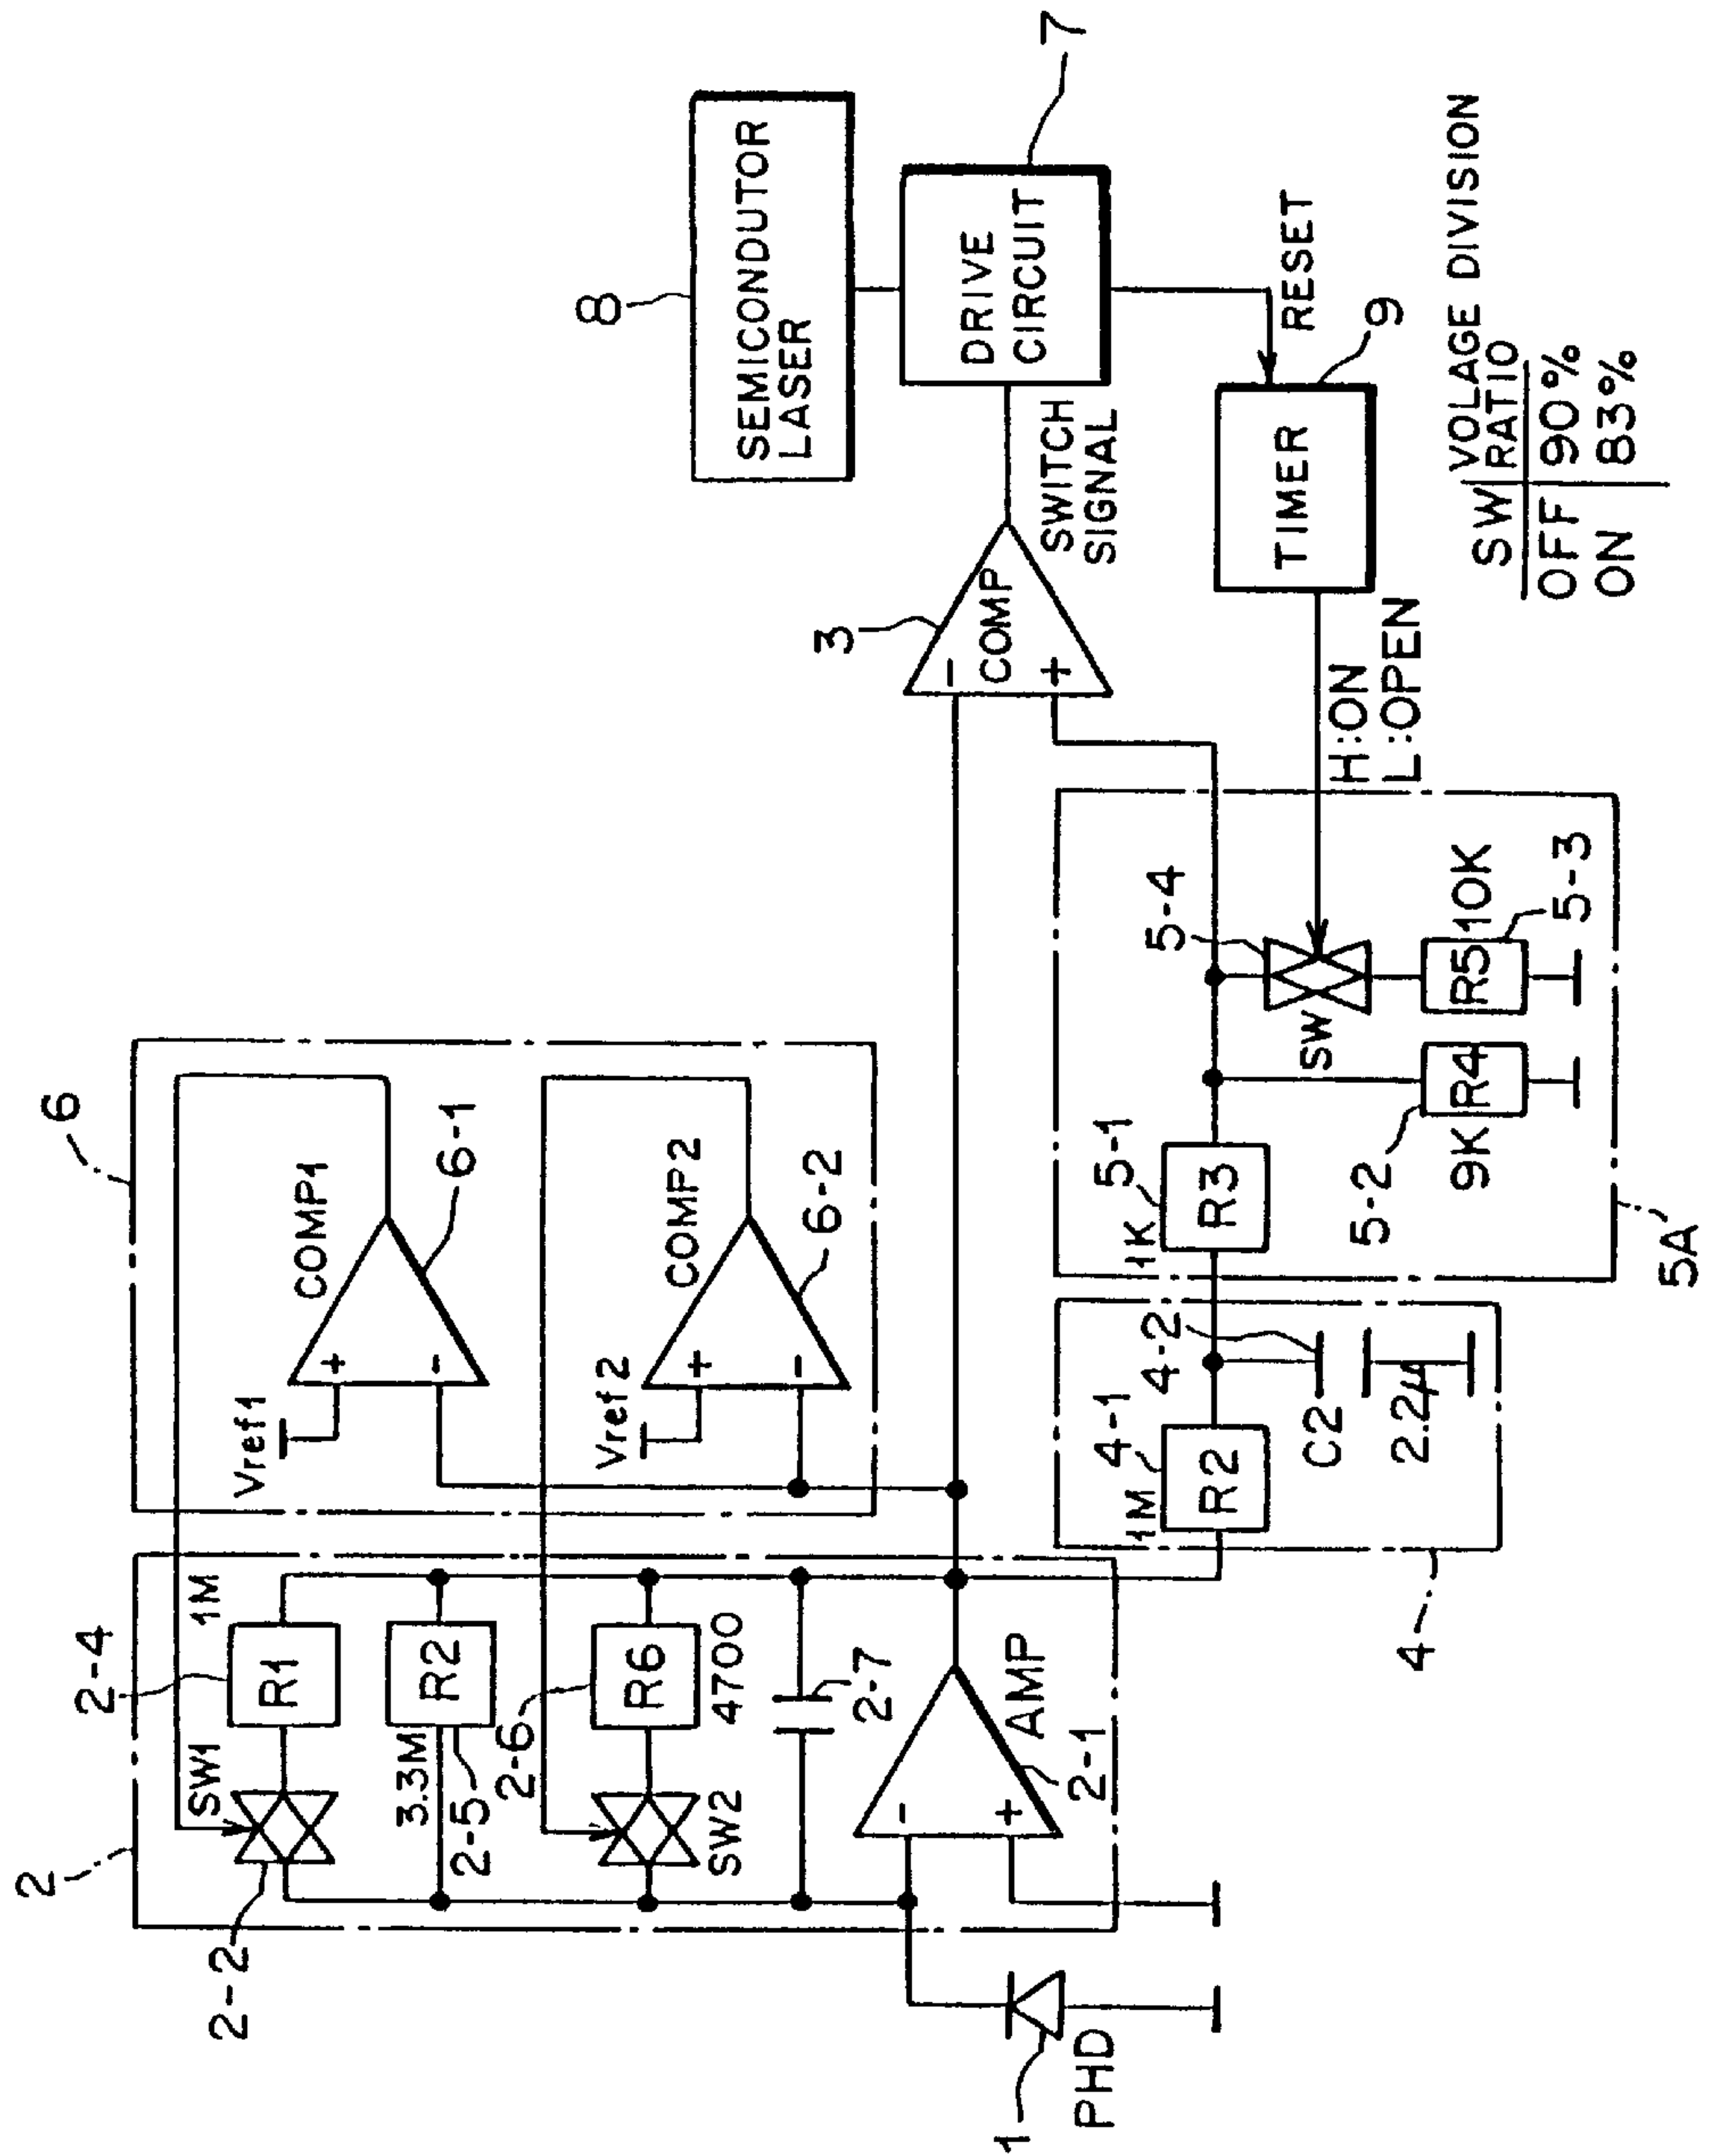 2
2-2
SW1
2-4
R1
1M
3.3M
2-5
R2
2-6
R6
4700
SW2
2-7
-
+
AMP
2-1
1
PHD
6
Vref1
+
-
COMP1
6-1
Vref2
+
-
COMP2
6-2
4
4-1
1M
R2
4-2
C2
2.2μ
5A
5-1
1K
R3
5-2
9K
R4
5-4
SW
R5
10K
5-3
3
-
+
COMP
SWITCH
SIGNAL
8
SEMICONDUTOR
LASER
DRIVE
CIRCUIT
7
RESET
TIMER
9
H:ON
L:OPEN
SW VOLAGE DIVISION
RATIO
OFF 90%
ON 83%